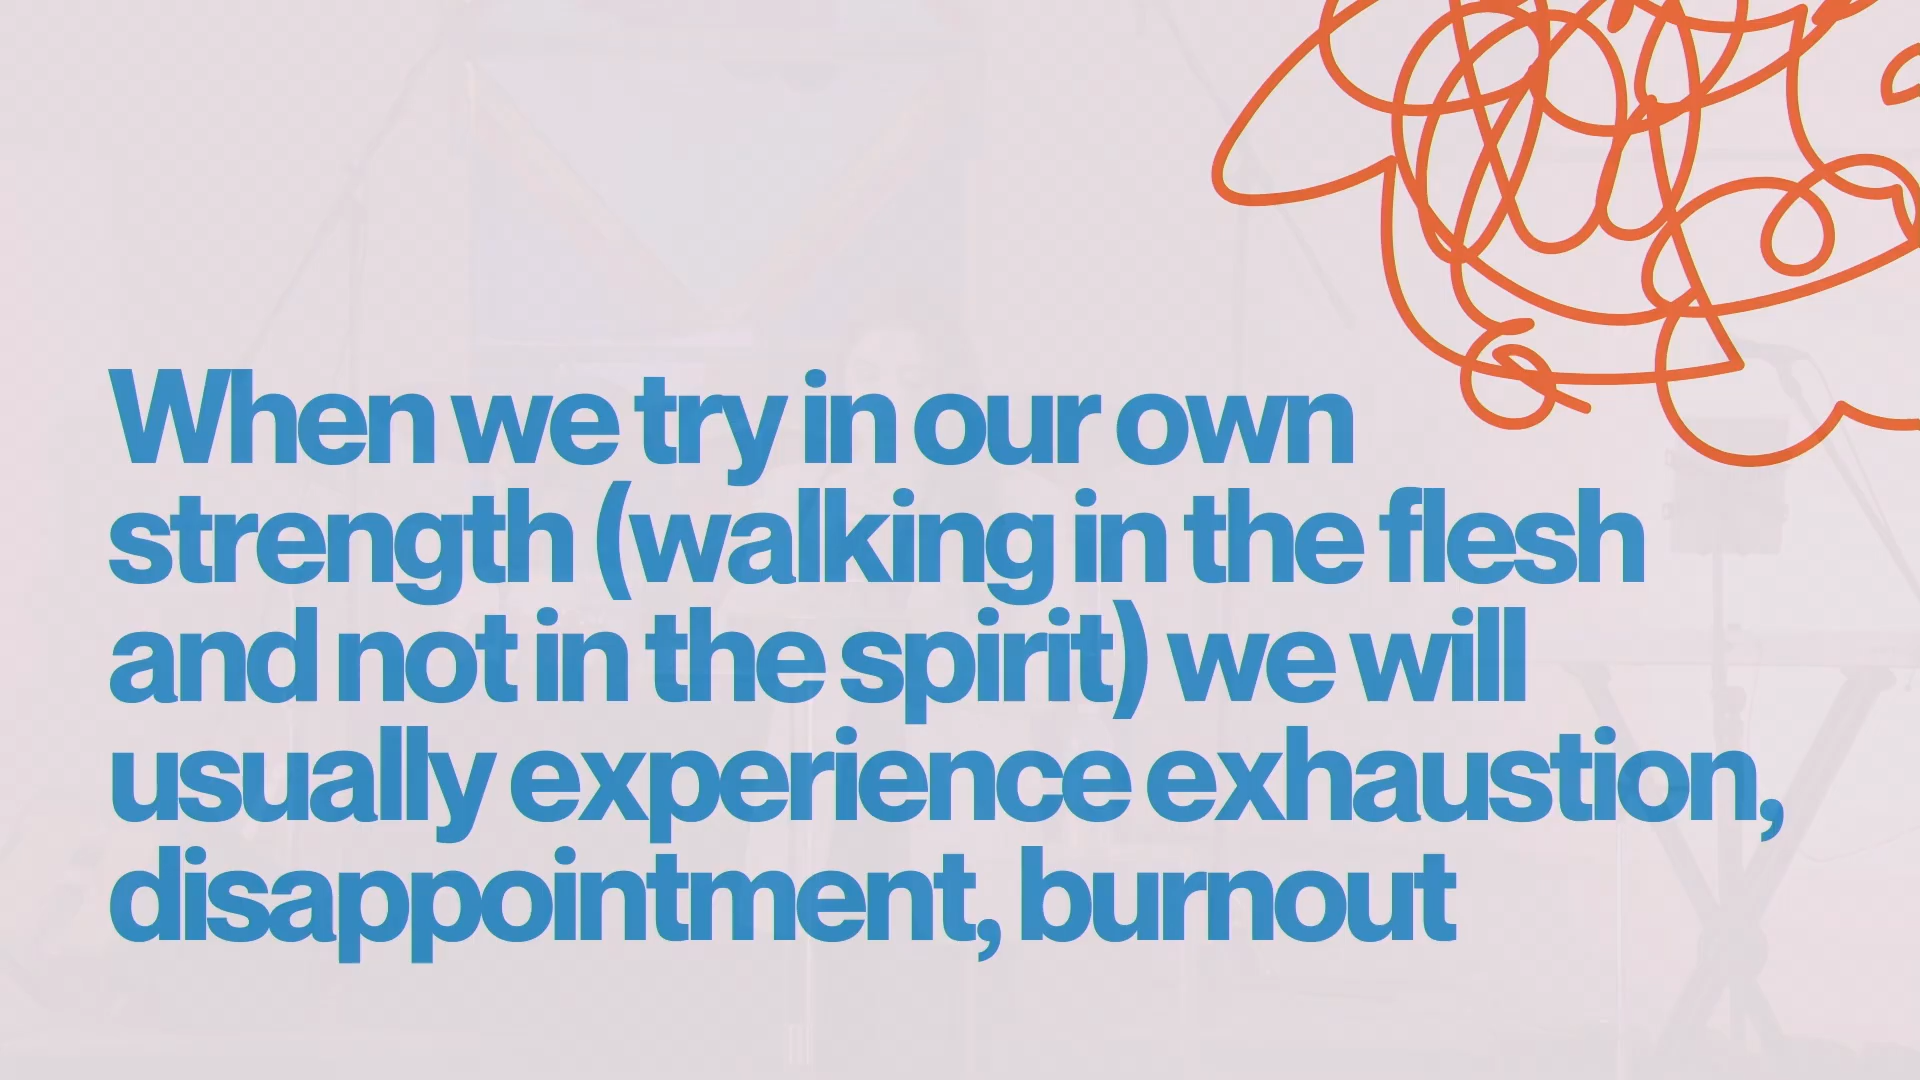 When we try in our own
strength (walking in the flesh
and not in the spirit) we will
usually experience exhaustion,
disappointment, burnout